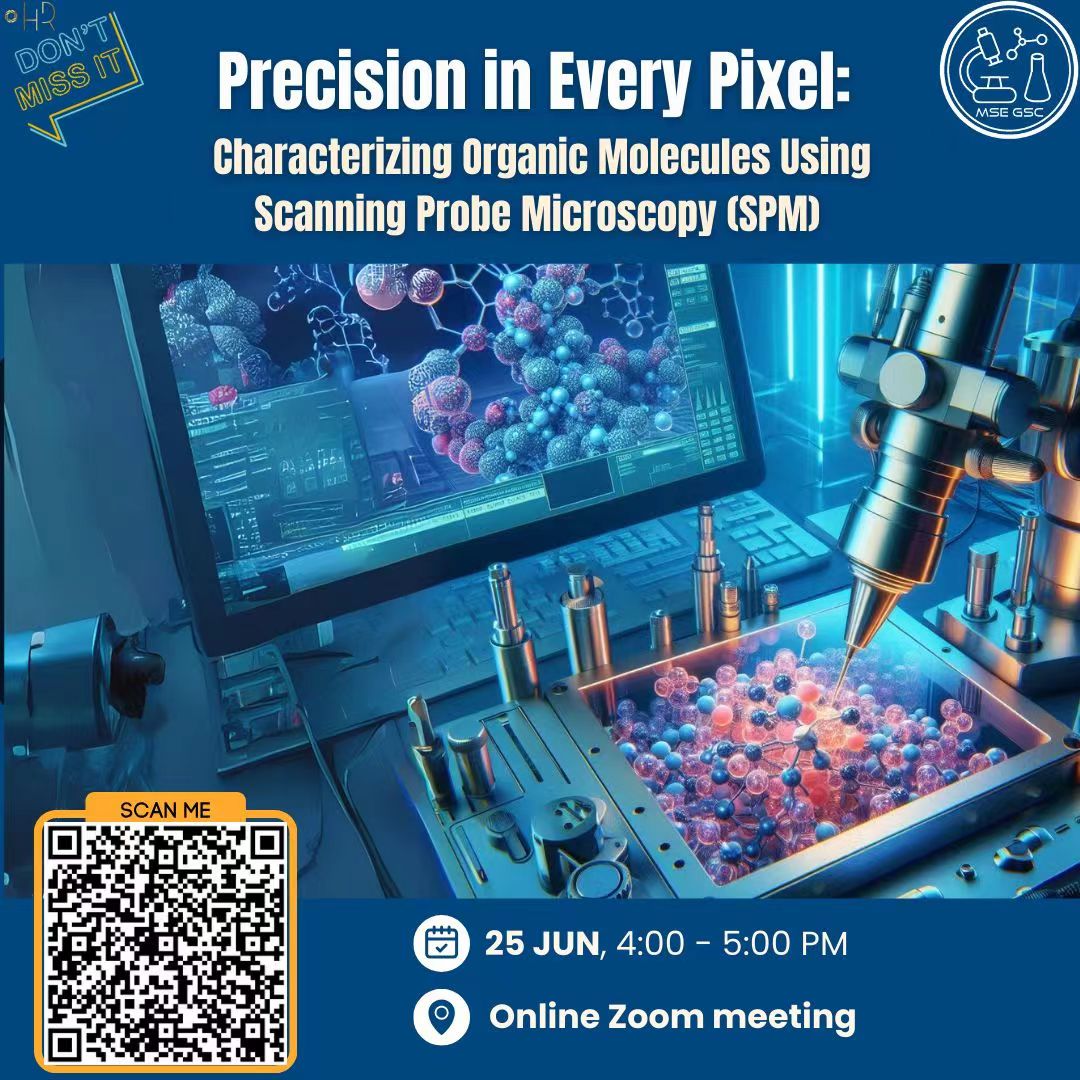 DON'T
MISS IT
Precision in Every Pixel:
Characterizing Organic Molecules Using
Scanning Probe Microscopy (SPM)
MSE GSC
SCAN ME
25 JUN, 4:00 - 5:00 PM
Online Zoom meeting